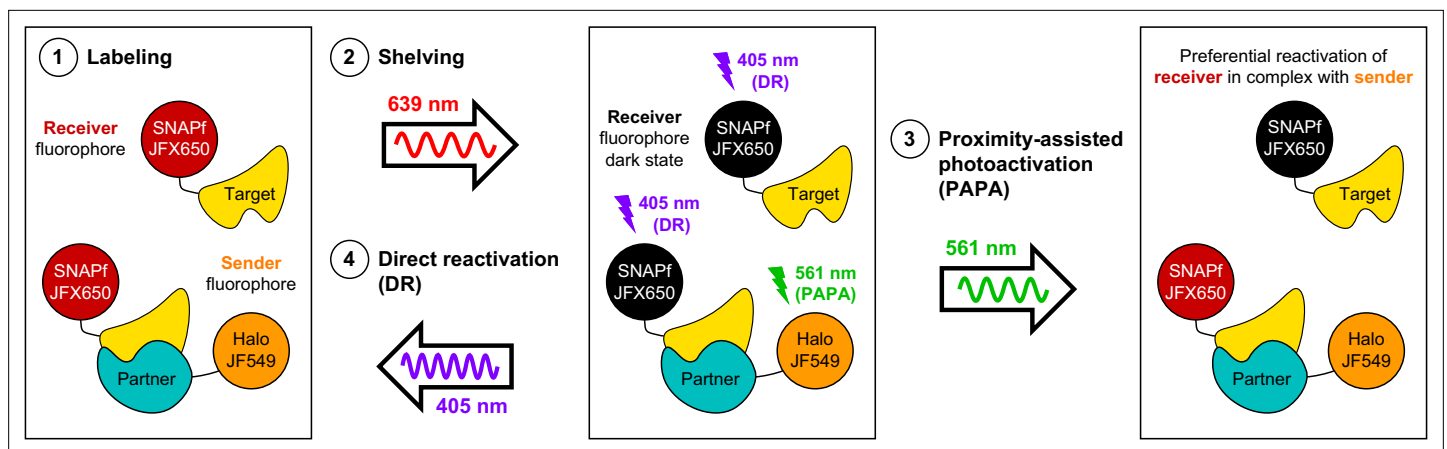 1 Labeling
Receiver
fluorophore
SNAPf
JFX650
Target
SNAPf
JFX650
Sender
fluorophore
Halo
JF549
Partner
2 Shelving
639 nm
4 Direct reactivation
(DR)
405 nm
405 nm
(DR)
Receiver
fluorophore
dark state
SNAPf
JFX650
Target
405 nm
(DR)
SNAPf
JFX650
561 nm
(PAPA)
Halo
JF549
Partner
3 Proximity-assisted
photoactivation
(PAPA)
561 nm
Preferential reactivation of
receiver in complex with sender
SNAPf
JFX650
Target
SNAPf
JFX650
Halo
JF549
Partner